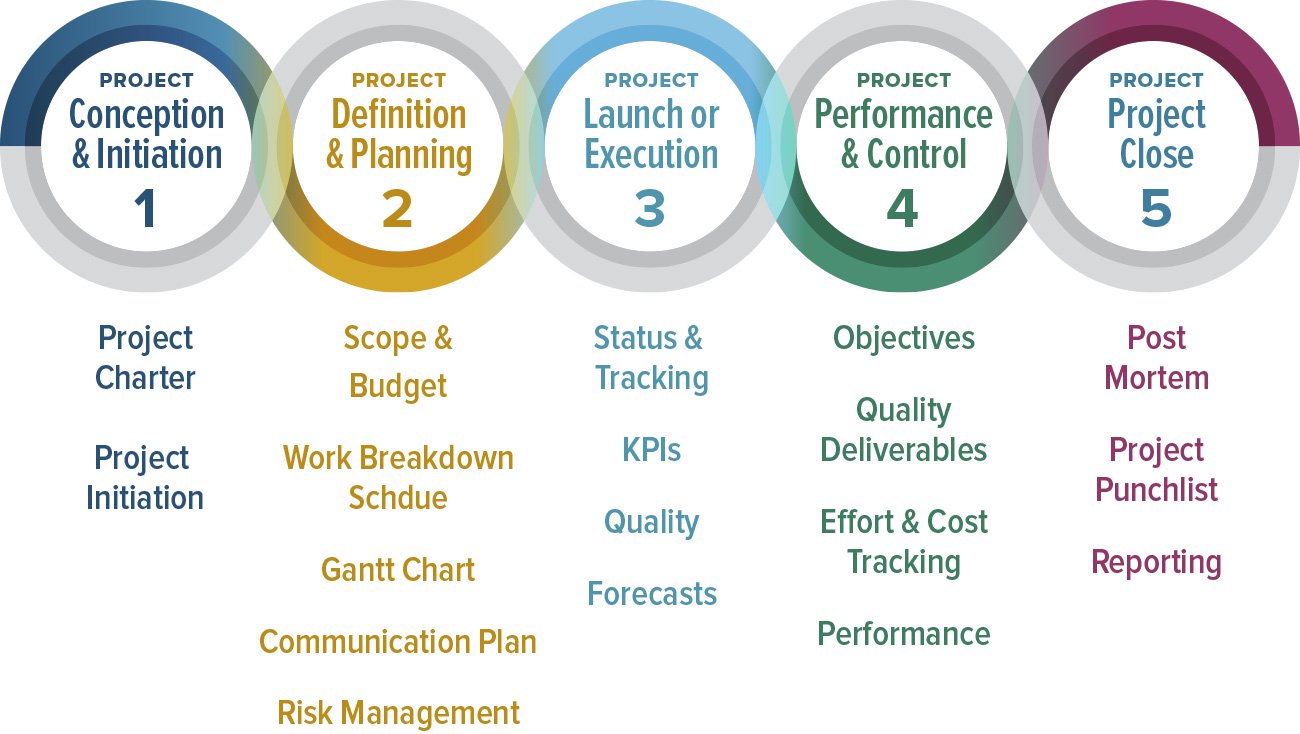 PROJECT
Conception
& Initiation
1
PROJECT
Definition
& Planning
2
PROJECT
Launch or
Execution
3
PROJECT
Performance
& Control
4
PROJECT
Project
Close
5
Project
Charter
Project
Initiation
Scope &
Budget
Work Breakdown
Schdue
Gantt Chart
Communication Plan
Risk Management
Status &
Tracking
KPIs
Quality
Forecasts
Objectives
Quality
Deliverables
Effort & Cost
Tracking
Performance
Post
Mortem
Project
Punchlist
Reporting